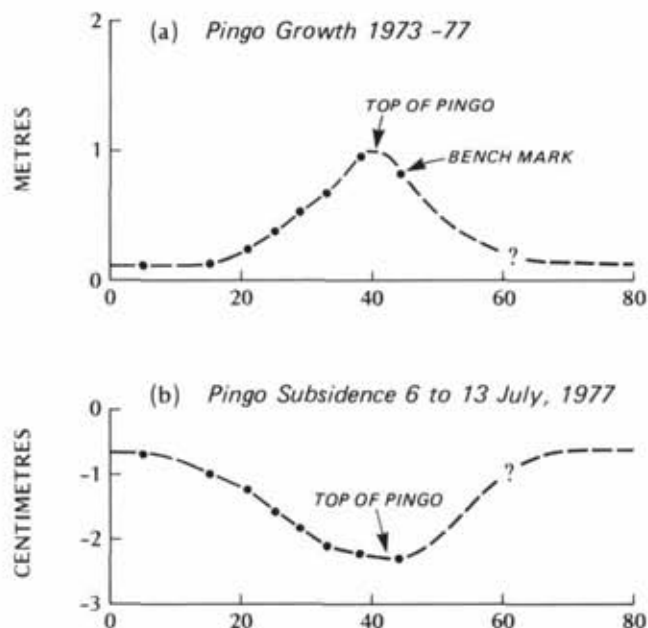 (a) Pingo Growth 1973 -77
METRES
2
1
0
TOP OF PINGO
BENCH MARK
?
0 20 40 60 80
(b) Pingo Subsidence 6 to 13 July, 1977
CENTIMETRES
-0
-1
-2
-3
TOP OF PINGO
?
0 20 40 60 80